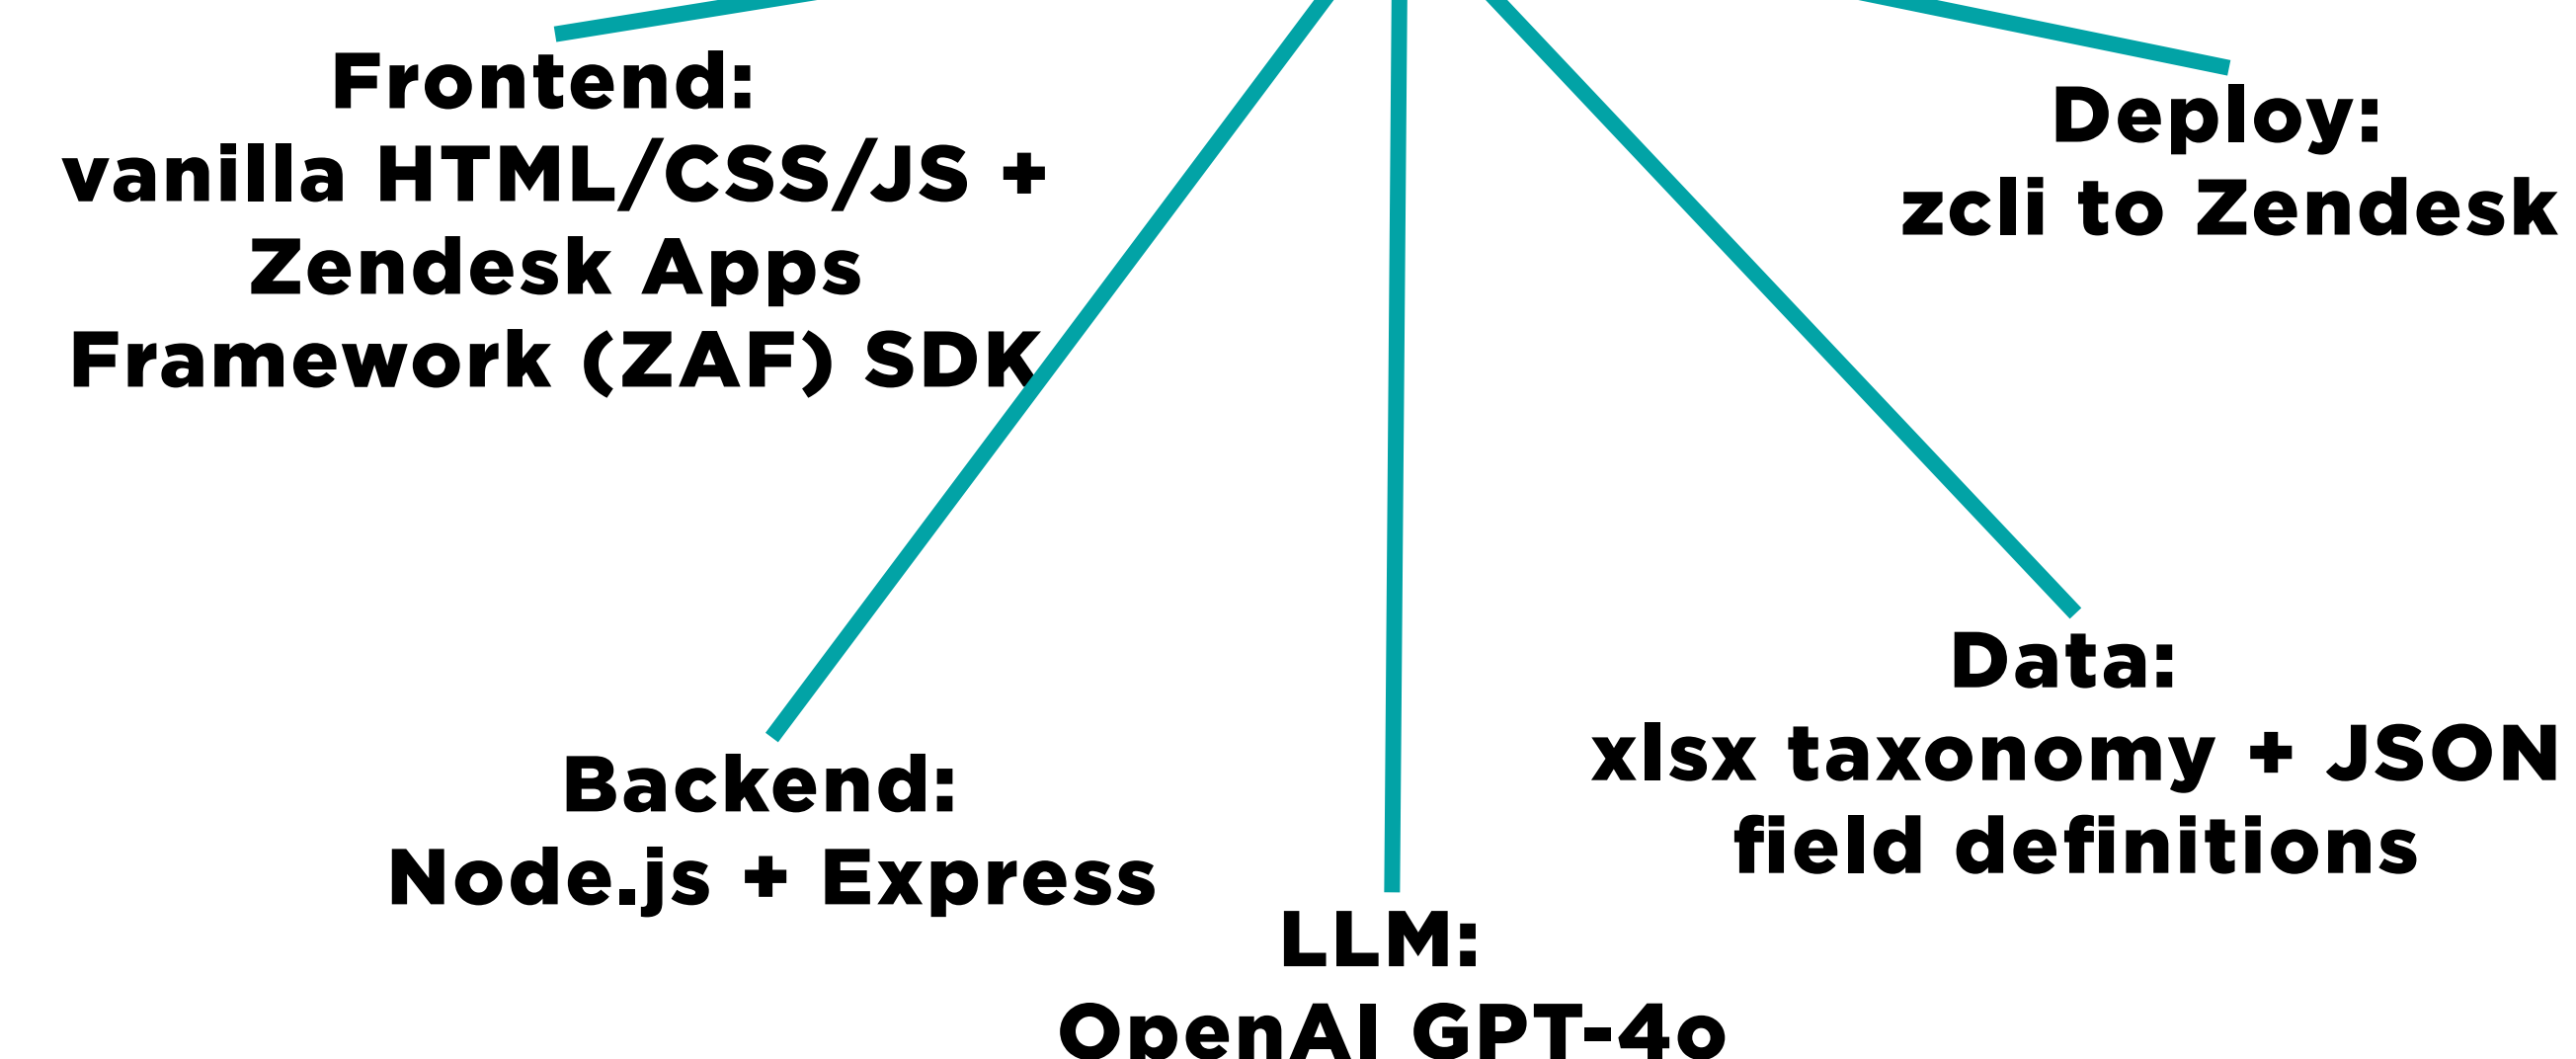 Frontend:
vanilla HTML/CSS/JS +
Zendesk Apps
Framework (ZAF) SDK
Deploy:
zcli to Zendesk
Backend:
Node.js + Express
LLM:
OpenAI GPT-4o
Data:
xlsx taxonomy + JSON
field definitions